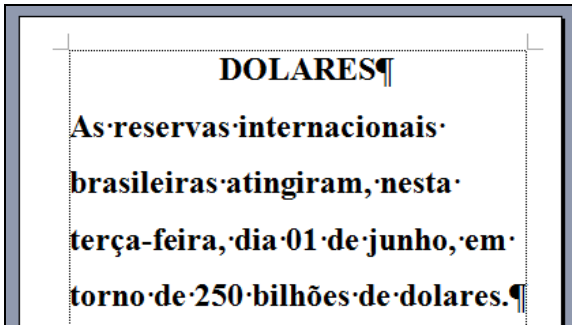 DOLARES¶
As·reservas·internacionais·
brasileiras·atingiram,·nesta·
terça-feira,·dia·01·de·junho,·em·
torno·de·250·bilhões·de·dolares.¶